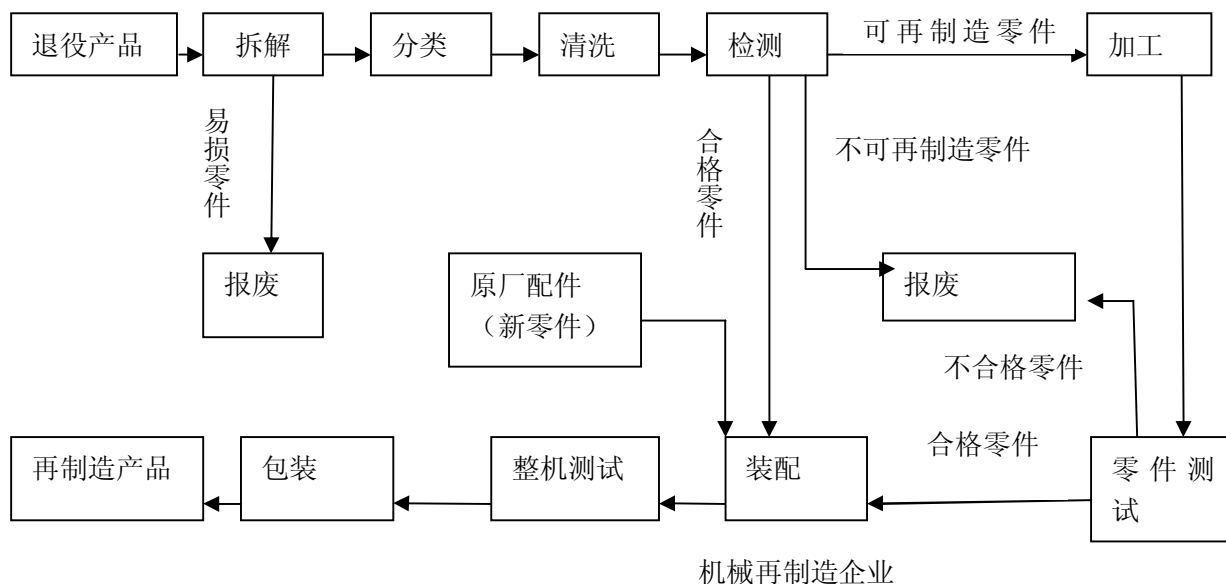 退役产品
拆解
分类
清洗
检测
可再制造零件
加工
易损零件
合格零件
不可再制造零件
报废
原厂配件
（新零件）
报废
不合格零件
合格零件
再制造产品
包装
整机测试
装配
零件测
试
机械再制造企业